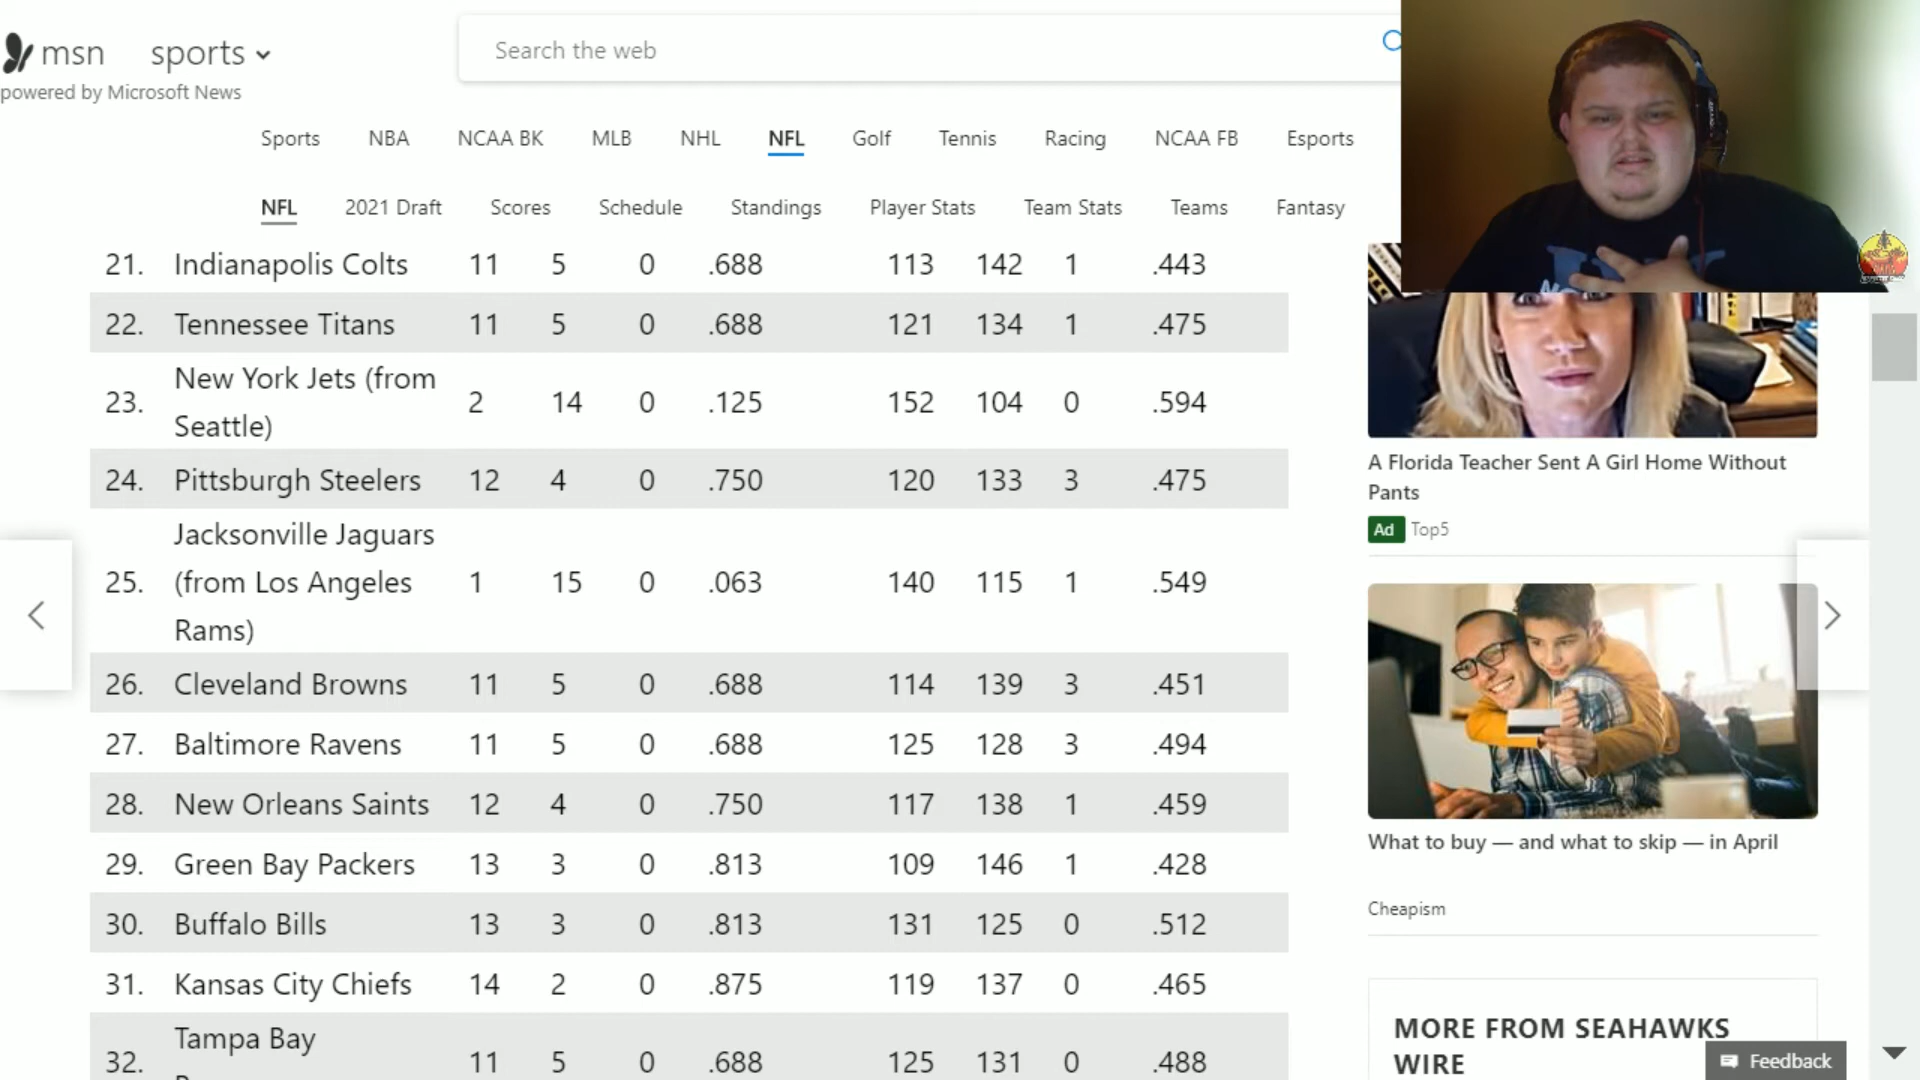 msn sports
powered by Microsoft News
Search the web
Sports NBA NCAA BK MLB NHL NFL Golf Tennis Racing NCAA FB Esports
NFL 2021 Draft Scores Schedule Standings Player Stats Team Stats Teams Fantasy
21. Indianapolis Colts 11 5 0 .688 113 142 1 .443
22. Tennessee Titans 11 5 0 .688 121 134 1 .475
New York Jets (from
23. 2 14 0 .125 152 104 0 .594
Seattle)
24. Pittsburgh Steelers 12 4 0 .750 120 133 3 .475
Jacksonville Jaguars
25. (from Los Angeles 1 15 0 .063 140 115 1 .549
Rams)
26. Cleveland Browns 11 5 0 .688 114 139 3 .451
27. Baltimore Ravens 11 5 0 .688 125 128 3 .494
28. New Orleans Saints 12 4 0 .750 117 138 1 .459
29. Green Bay Packers 13 3 0 .813 109 146 1 .428
30. Buffalo Bills 13 3 0 .813 131 125 0 .512
31. Kansas City Chiefs 14 2 0 .875 119 137 0 .465
Tampa Bay
32. 11 5 0 .688 125 131 0 .488
A Florida Teacher Sent A Girl Home Without
Pants
Ad Top5
What to buy — and what to skip — in April
Cheapism
MORE FROM SEAHAWKS
WIRE
Feedback